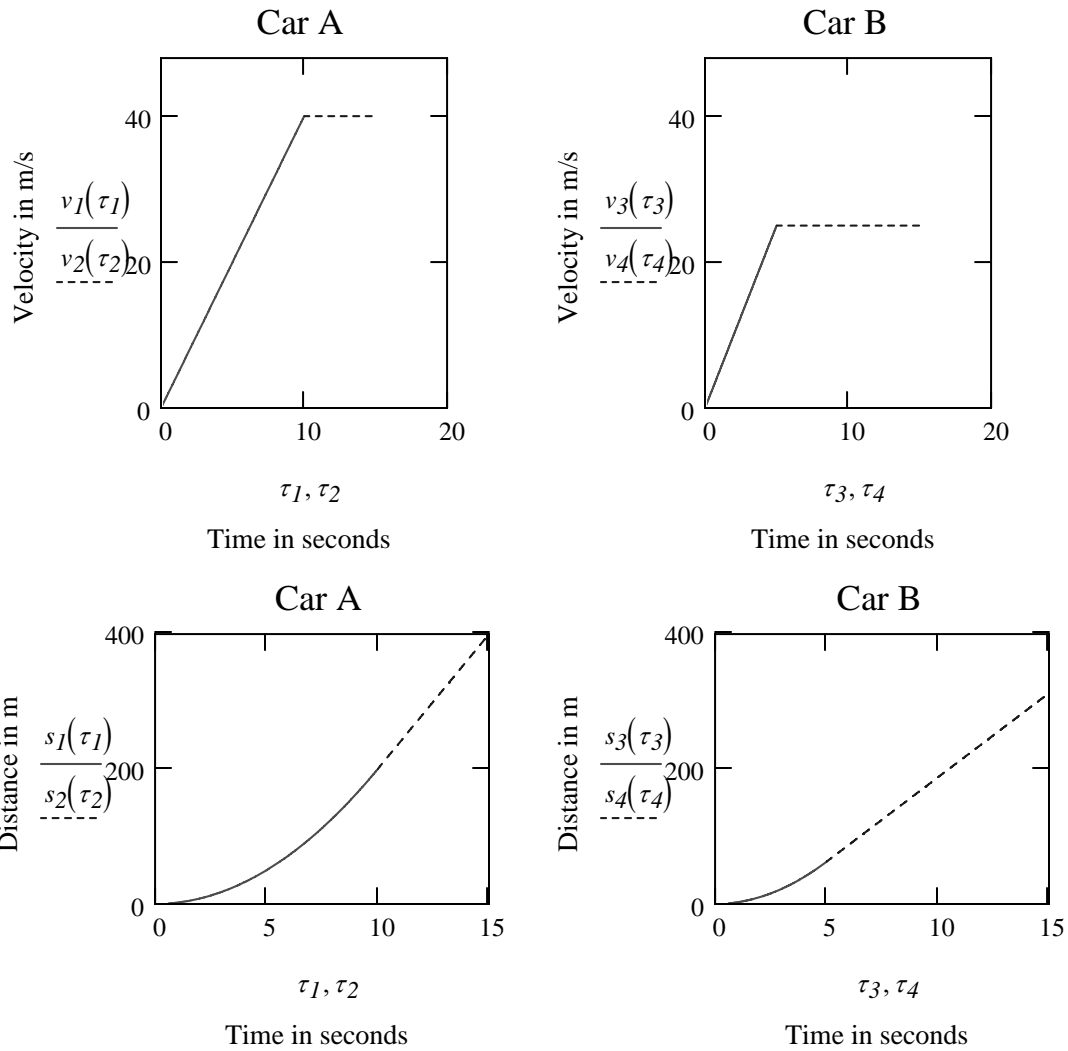 Car A
Velocity in m/s
v1(τ1)
v2(τ2)
40
20
0
0 10 20
τ1, τ2
Time in seconds
Car B
Velocity in m/s
v3(τ3)
v4(τ4)
40
20
0
0 10 20
τ3, τ4
Time in seconds
Car A
Distance in m
s1(τ1)
s2(τ2)
400
200
0
0 5 10 15
τ1, τ2
Time in seconds
Car B
Distance in m
s3(τ3)
s4(τ4)
400
200
0
0 5 10 15
τ3, τ4
Time in seconds